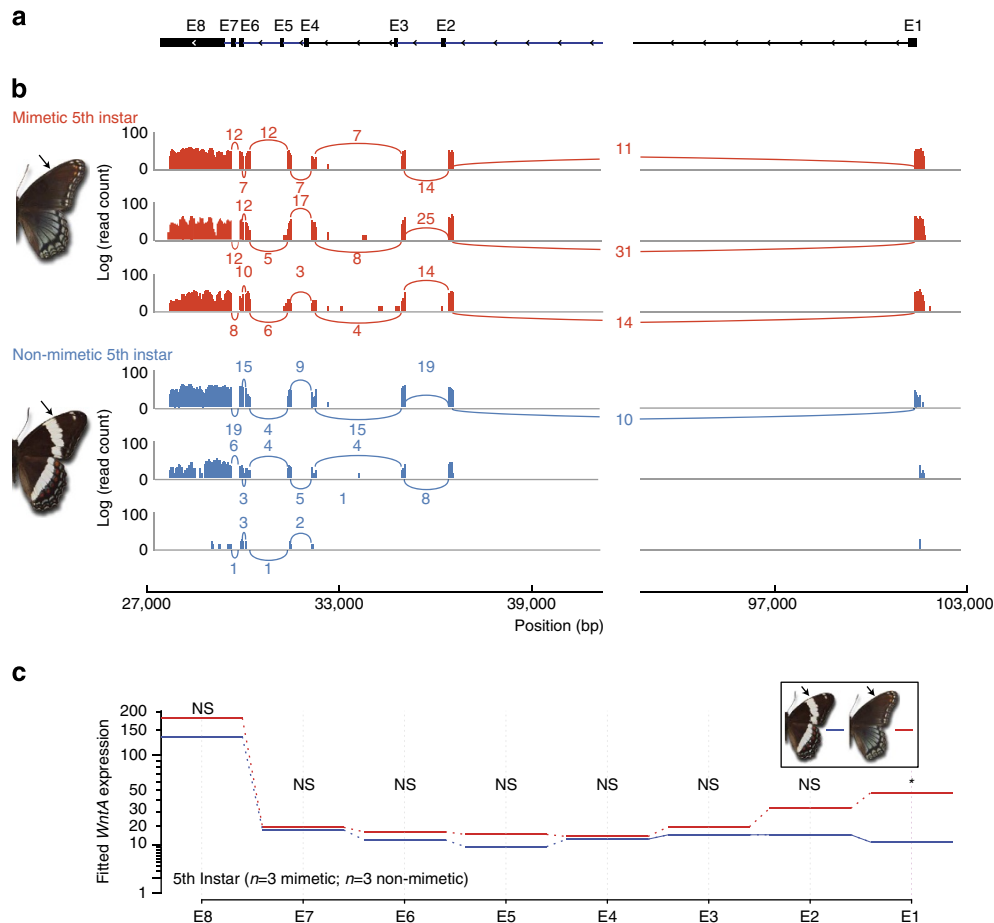 a
E8 E7 E6 E5 E4 E3 E2 E1
b
Mimetic 5th instar
100
0
12 12 7 11
7 7 14
Log (read count)
100
0
12 17 25
12 5 8 31
100
0
10 3 14
8 6 4 14
Non-mimetic 5th instar
100
0
15 9 19
19 4 15 10
Log (read count)
100
0
6 4 4
3 5 1 8
100
0
3 2
1 1
27,000 33,000 39,000 97,000 103,000
Position (bp)
c
Fitted WntA expression
200
150
100
50
30
20
10
1
NS NS NS NS NS NS NS *
5th Instar (n=3 mimetic; n=3 non-mimetic)
E8 E7 E6 E5 E4 E3 E2 E1